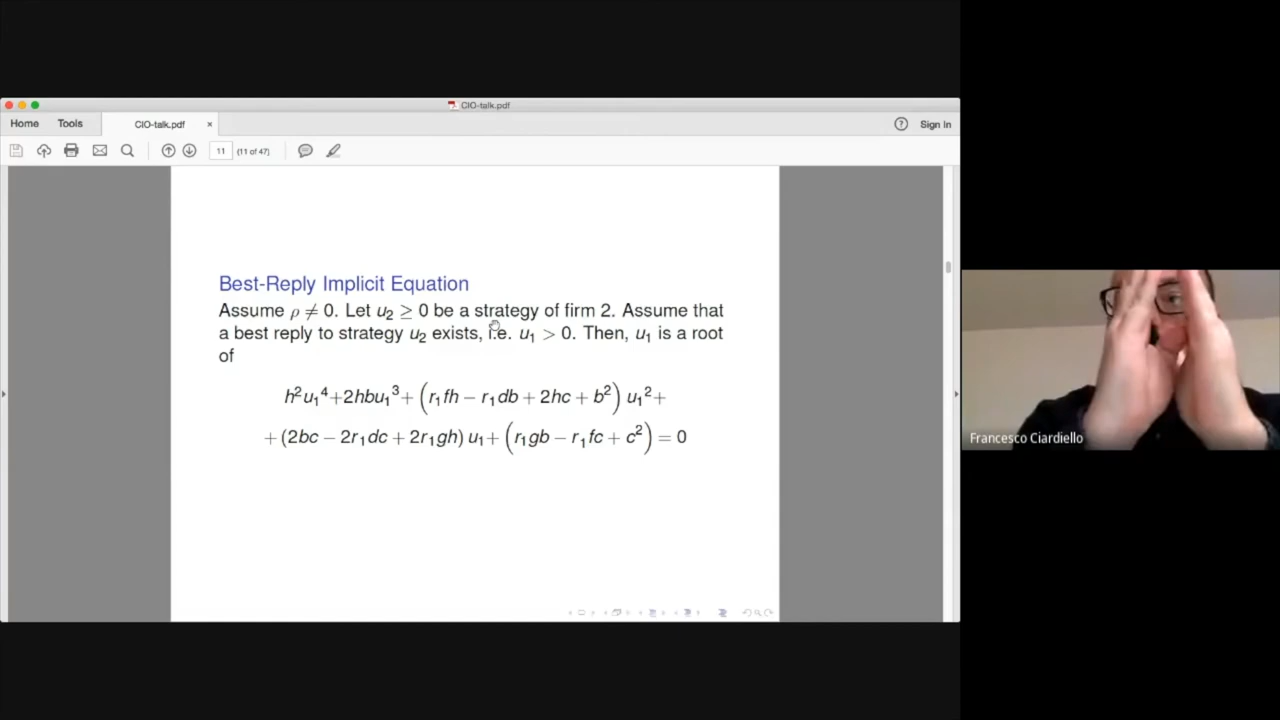 CIO-talk.pdf
Home Tools CIO-talk.pdf × ? Sign In
11 (11 of 47)
Best-Reply Implicit Equation
Assume ρ ≠ 0. Let u₂ ≥ 0 be a strategy of firm 2. Assume that
a best reply to strategy u₂ exists, i.e. u₁ > 0. Then, u₁ is a root
of
h²u₁⁴+2hbu₁³+(r₁fh − r₁db + 2hc + b²) u₁²+
+ (2bc − 2r₁dc + 2r₁gh) u₁+ (r₁gb − r₁fc + c²) = 0
Francesco Ciardiello